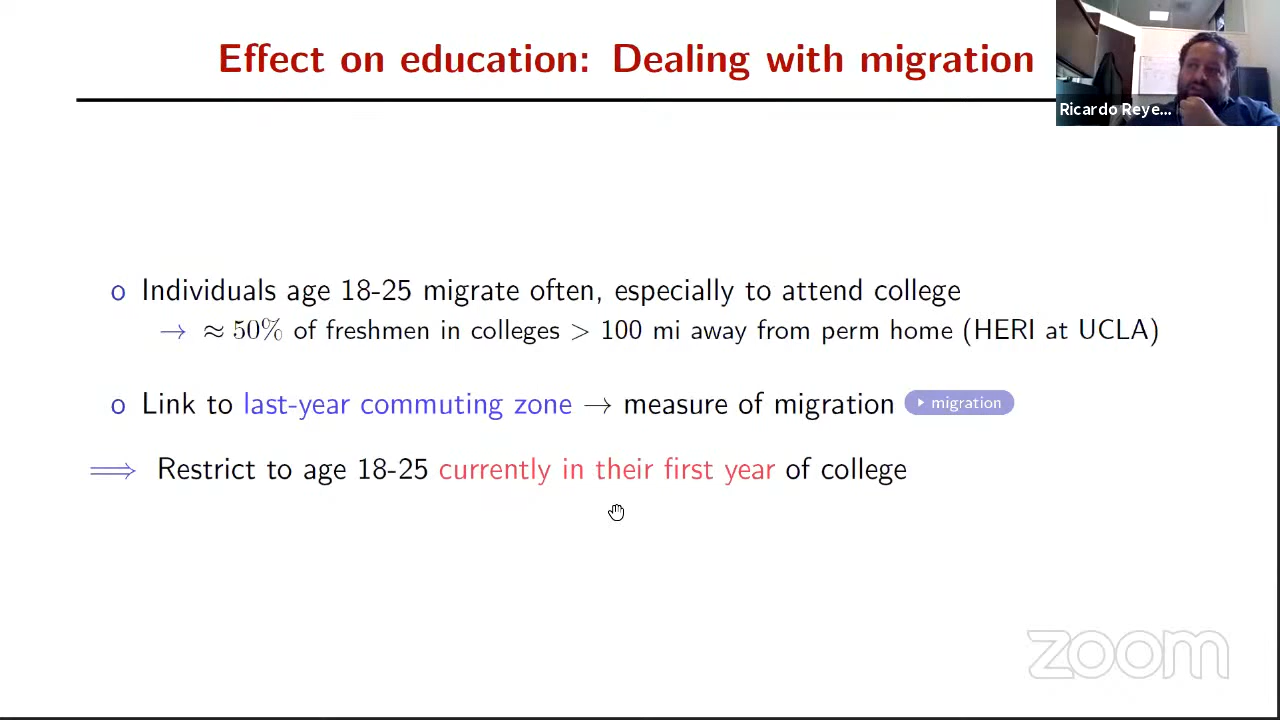 Effect on education: Dealing with migration
Ricardo Reye...
o Individuals age 18-25 migrate often, especially to attend college
→ ≈ 50% of freshmen in colleges > 100 mi away from perm home (HERI at UCLA)
o Link to last-year commuting zone → measure of migration ▸ migration
⟹ Restrict to age 18-25 currently in their first year of college
zoom